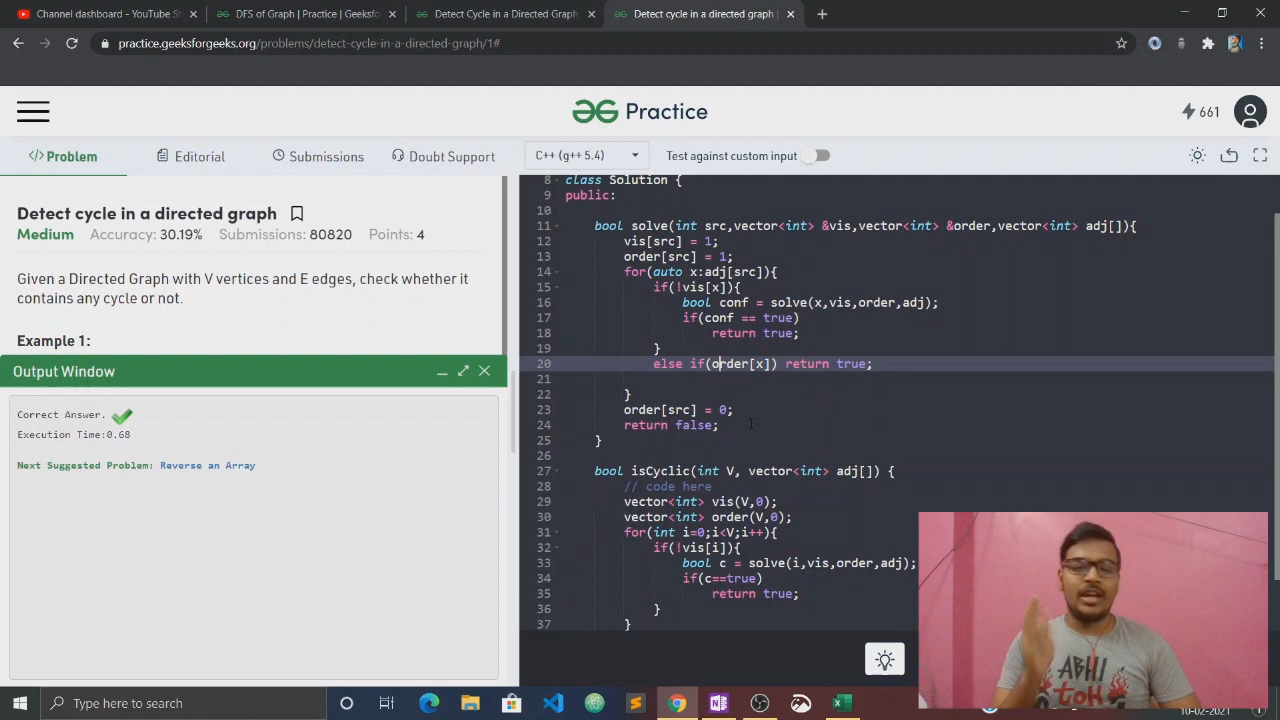 Channel dashboard - YouTube St
DFS of Graph | Practice | Geeksfo
Detect Cycle in a Directed Graph
Detect cycle in a directed graph |
practice.geeksforgeeks.org/problems/detect-cycle-in-a-directed-graph/1#
Practice
661
</> Problem
Editorial
Submissions
Doubt Support
C++ (g++ 5.4)
Test against custom input
Detect cycle in a directed graph
Medium Accuracy: 30.19% Submissions: 80820 Points: 4
Given a Directed Graph with V vertices and E edges, check whether it
contains any cycle or not.
Example 1:
Output Window
Correct Answer.
Execution Time:0.68
Next Suggested Problem: Reverse an Array
8 class Solution {
9 public:
10
11 bool solve(int src,vector<int> &vis,vector<int> &order,vector<int> adj[]){
12 vis[src] = 1;
13 order[src] = 1;
14 for(auto x:adj[src]){
15 if(!vis[x]){
16 bool conf = solve(x,vis,order,adj);
17 if(conf == true)
18 return true;
19 }
20 else if(order[x]) return true;
21
22 }
23 order[src] = 0;
24 return false;
25 }
26
27 bool isCyclic(int V, vector<int> adj[]) {
28 // code here
29 vector<int> vis(V,0);
30 vector<int> order(V,0);
31 for(int i=0;i<V;i++){
32 if(!vis[i]){
33 bool c = solve(i,vis,order,adj);
34 if(c==true)
35 return true;
36 }
37 }
ABHI
TOH
Type here to search
10-02-2021